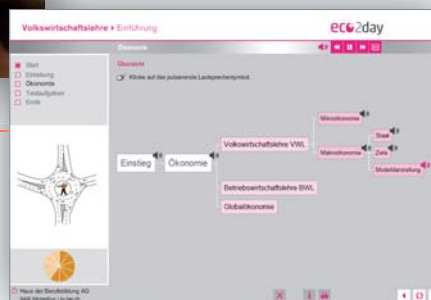 Volkswirtschaftslehre ▸ Einführung
eco2day
Ökonomie
Start
Einleitung
Ökonomie
Testaufgaben
Ende
Übersicht
Klicke auf das pulsierende Lautsprechersymbol.
Einstieg
Ökonomie
Volkswirtschaftslehre VWL
Betriebswirtschaftslehre BWL
Globalökonomie
Mikroökonomie
Makroökonomie
Staat
Ziele
Modelldarstellung
Haus der Berufsbildung AG